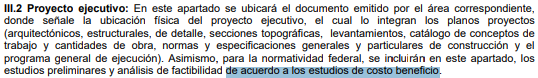 III.2 Proyecto ejecutivo: En este apartado se ubicará el documento emitido por el área correspondiente,
donde señale la ubicación física del proyecto ejecutivo, el cual lo integran los planos proyectos
(arquitectónicos, estructurales, de detalle, secciones topográficas, levantamientos, catálogo de conceptos de
trabajo y cantidades de obra, normas y especificaciones generales y particulares de construcción y el
programa general de ejecución). Asimismo, para la normatividad federal, se incluirán en este apartado, los
estudios preliminares y análisis de factibilidad de acuerdo a los estudios de costo beneficio.